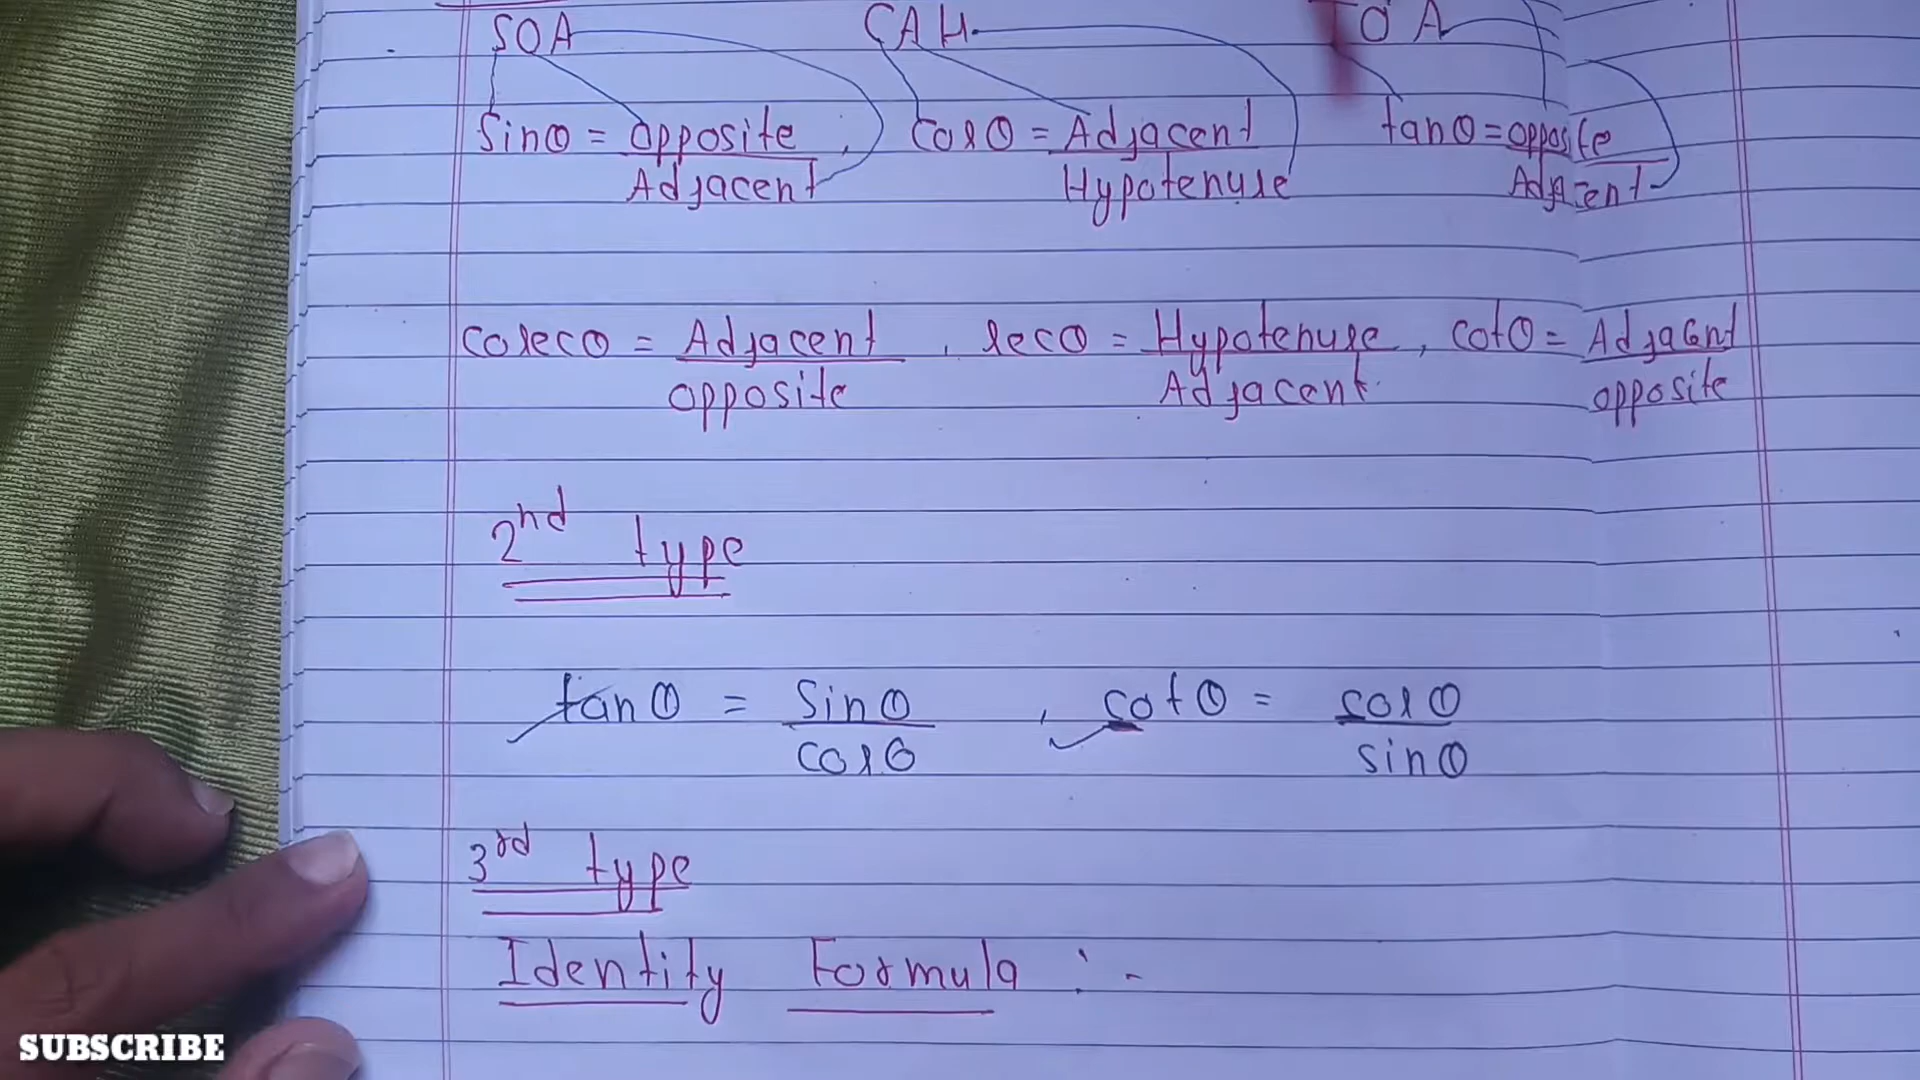 SOA CAH TOA
Sinθ = opposite / Adjacent , cosθ = Adjacent / Hypotenuse tanθ = opposite / Adjacent
cosecθ = Adjacent / opposite , secθ = Hypotenuse / Adjacent. , cotθ = Adjacent / opposite
2nd type
tanθ = Sinθ / cosθ , cotθ = cosθ / sinθ
3rd type
Identity Formula :-
SUBSCRIBE